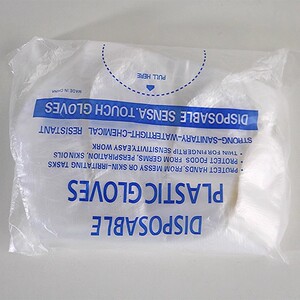 DISPOSABLE
PLASTIC GLOVES
• PROTECT HANDS FROM MESSY OR IRRITATING TASKS
• PROTECT FOODS FROM GERMS, PERSPIRATION, SKIN OILS
• THIN FOR FINGERTIP SENSITIVITY EASY WORK
STRONG-SANITARY-WATERTIGHT-CHEMICAL RESISTANT
DISPOSABLE SENSA.TOUCH GLOVES
MADE IN CHINA
PULL HERE